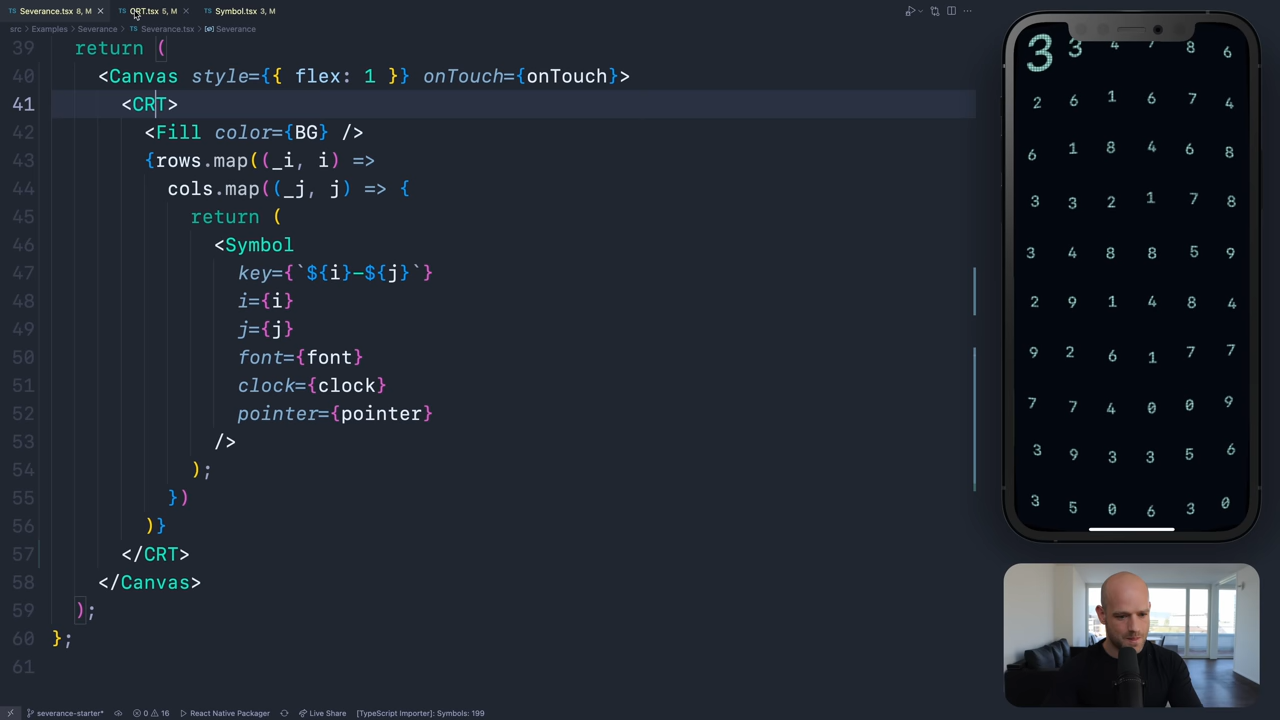 TS Severance.tsx 8, M × TS CRT.tsx 5, M × TS Symbol.tsx 3, M
src > Examples > Severance > TS Severance.tsx > Severance
39 return (
40 <Canvas style={{ flex: 1 }} onTouch={onTouch}>
41 <CRT>
42 <Fill color={BG} />
43 {rows.map((_i, i) =>
44 cols.map((_j, j) => {
45 return (
46 <Symbol
47 key={`${i}-${j}`}
48 i={i}
49 j={j}
50 font={font}
51 clock={clock}
52 pointer={pointer}
53 />
54 );
55 })
56 )}
57 </CRT>
58 </Canvas>
59 );
60 };
61
3 3 4 7 8 6
2 6 1 6 7 4
6 1 8 4 6 8
3 3 2 1 7 8
3 4 8 8 5 9
2 9 1 4 8 4
9 2 6 1 7 7
7 7 4 0 0 9
3 9 3 3 5 6
3 5 0 6 3 0
severance-starter* 0 16 React Native Packager Live Share [TypeScript Importer]: Symbols: 199